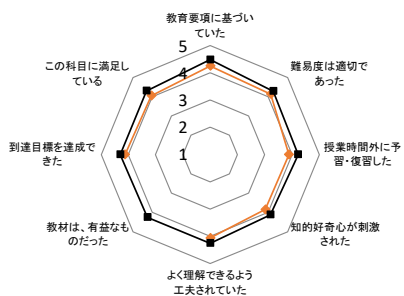 教育要項に基づい
ていた
難易度は適切で
あった
授業時間外に予
習・復習した
知的好奇心が刺激
された
よく理解できるよう
工夫されていた
教材は、有益なも
のだった
到達目標を達成で
きた
この科目に満足し
ている
5
4
3
2
1